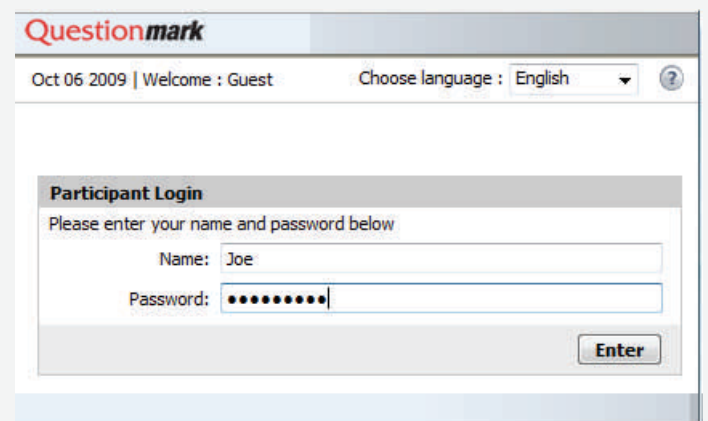 Questionmark
Oct 06 2009 | Welcome : Guest Choose language : English ?
Participant Login
Please enter your name and password below
Name: Joe
Password: •••••••••
Enter